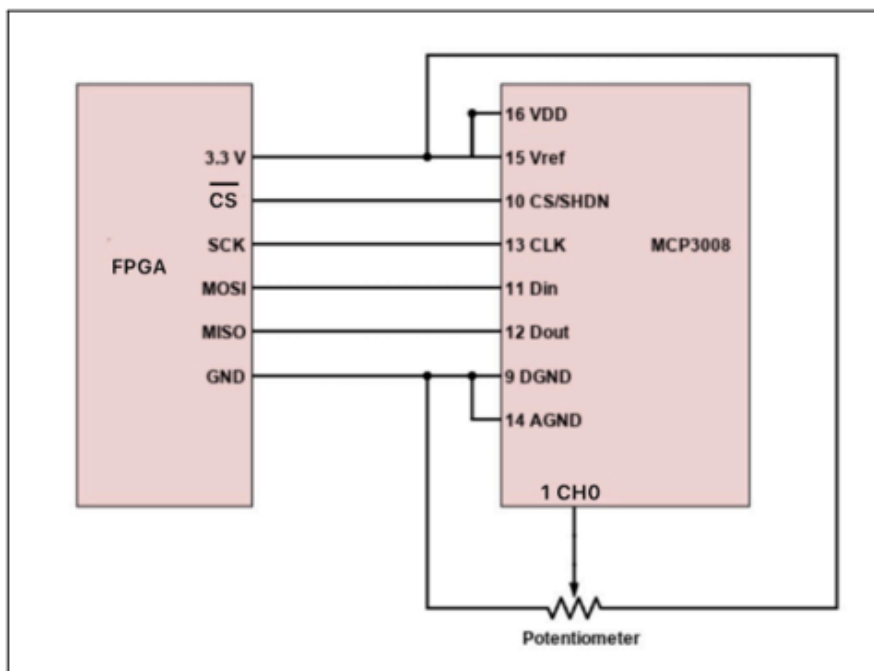 3.3 V
CS
SCK
FPGA
MOSI
MISO
GND
16 VDD
15 Vref
10 CS/SHDN
13 CLK
MCP3008
11 Din
12 Dout
9 DGND
14 AGND
1 CH0
Potentiometer